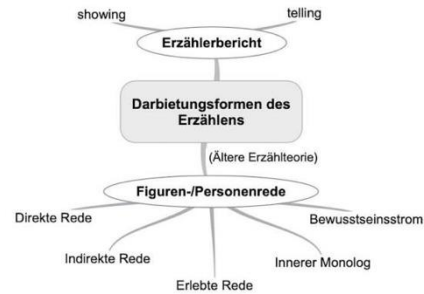 showing
telling
Erzählerbericht
Darbietungsformen des
Erzählens
(Ältere Erzählteorie)
Figuren-/Personenrede
Direkte Rede
Bewusstseinsstrom
Indirekte Rede
Innerer Monolog
Erlebte Rede